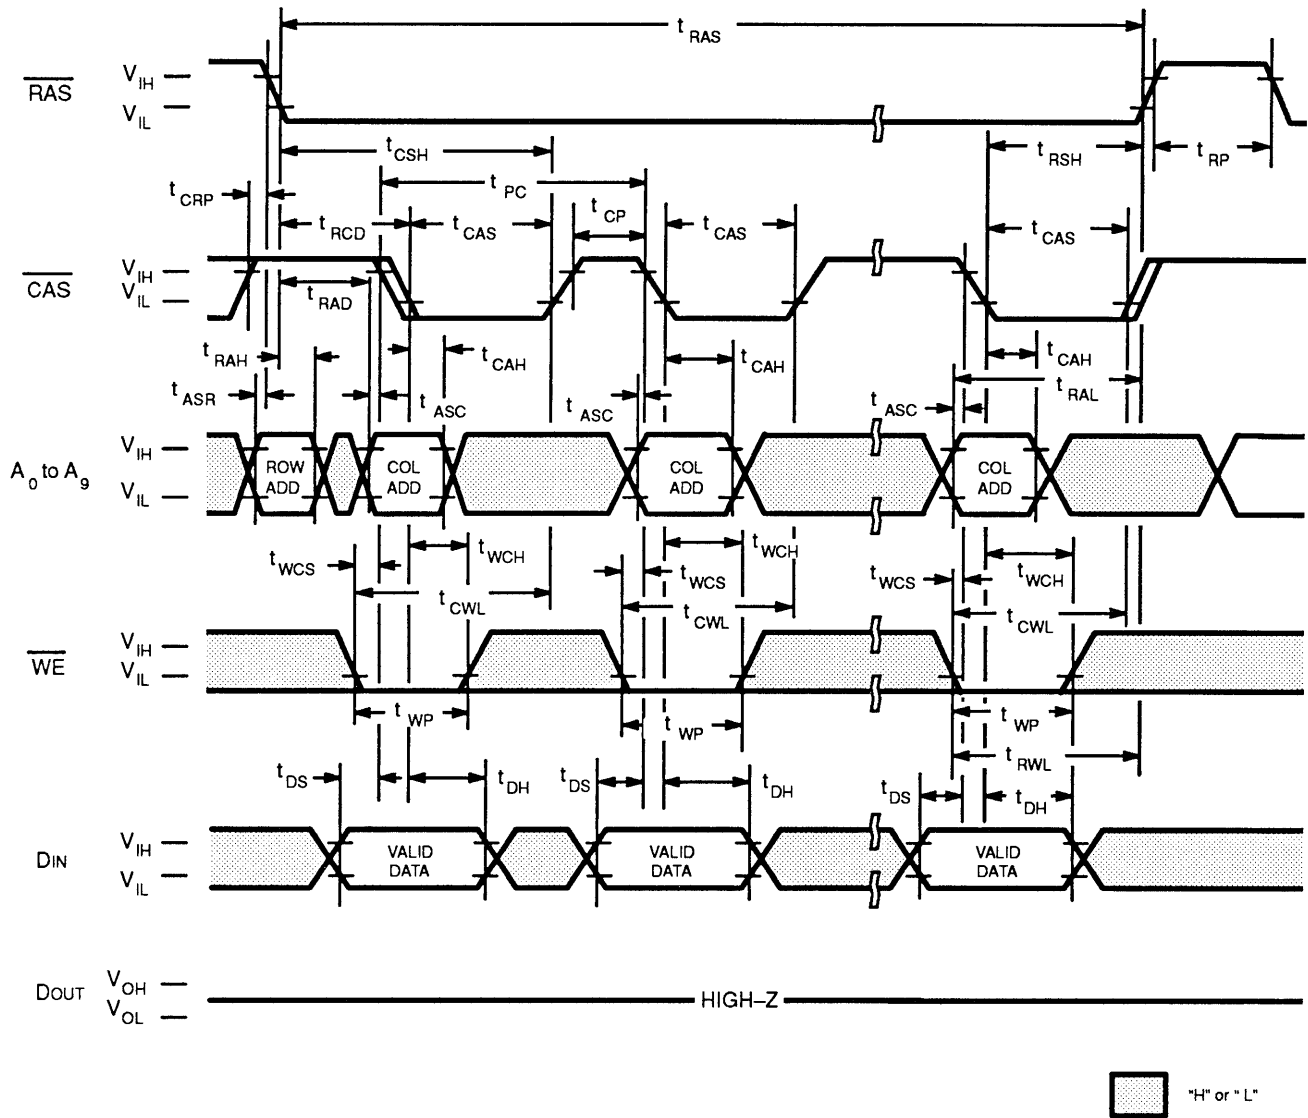 t RAS
RAS
V IH
V IL
t CSH
t RSH
t RP
t CRP
t PC
t RCD
t CAS
t CP
t CAS
t CAS
CAS
V IH
V IL
t RAD
t RAH
t CAH
t CAH
t CAH
t ASR
t ASC
t ASC
t ASC
t RAL
A 0 to A 9
V IH
V IL
ROW ADD
COL ADD
COL ADD
COL ADD
t WCS
t WCH
t WCS
t WCH
t WCS
t WCH
t CWL
t CWL
t CWL
WE
V IH
V IL
t WP
t WP
t WP
t RWL
t DS
t DH
t DS
t DH
t DS
t DH
DIN
V IH
V IL
VALID DATA
VALID DATA
VALID DATA
DOUT
V OH
V OL
HIGH–Z
"H" or "L"